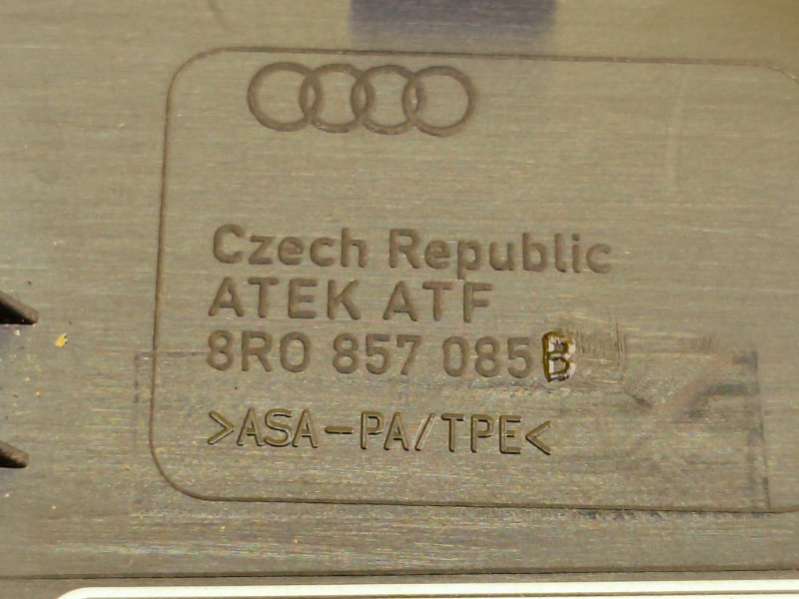 Czech Republic
ATEK ATF
8R0 857 085 B
>ASA-PA/TPE<